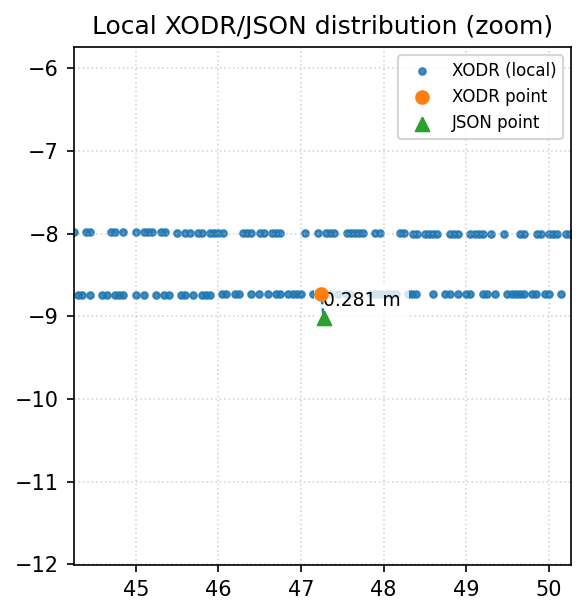 Local XODR/JSON distribution (zoom)
XODR (local)
XODR point
JSON point
−6
−7
−8
−9
−10
−11
−12
0.281 m
45
46
47
48
49
50